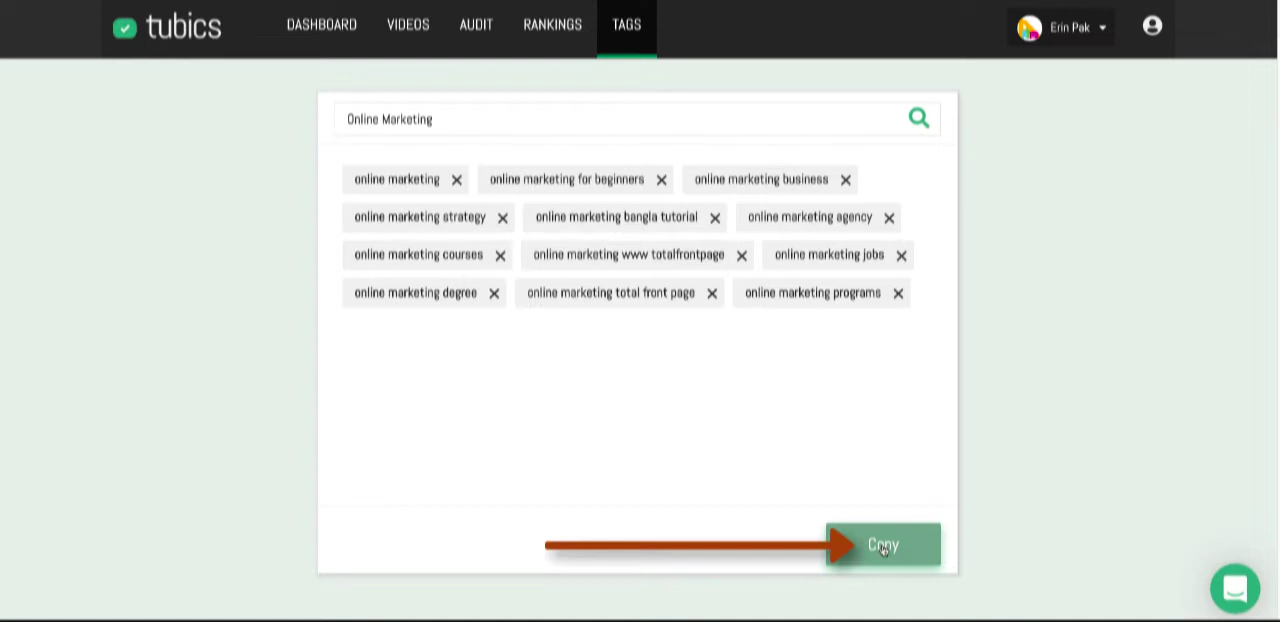 tubics DASHBOARD VIDEOS AUDIT RANKINGS TAGS Erin Pak
Online Marketing
online marketing online marketing for beginners online marketing business
online marketing strategy online marketing bangla tutorial online marketing agency
online marketing courses online marketing www totalfrontpage online marketing jobs
online marketing degree online marketing total front page online marketing programs
Copy